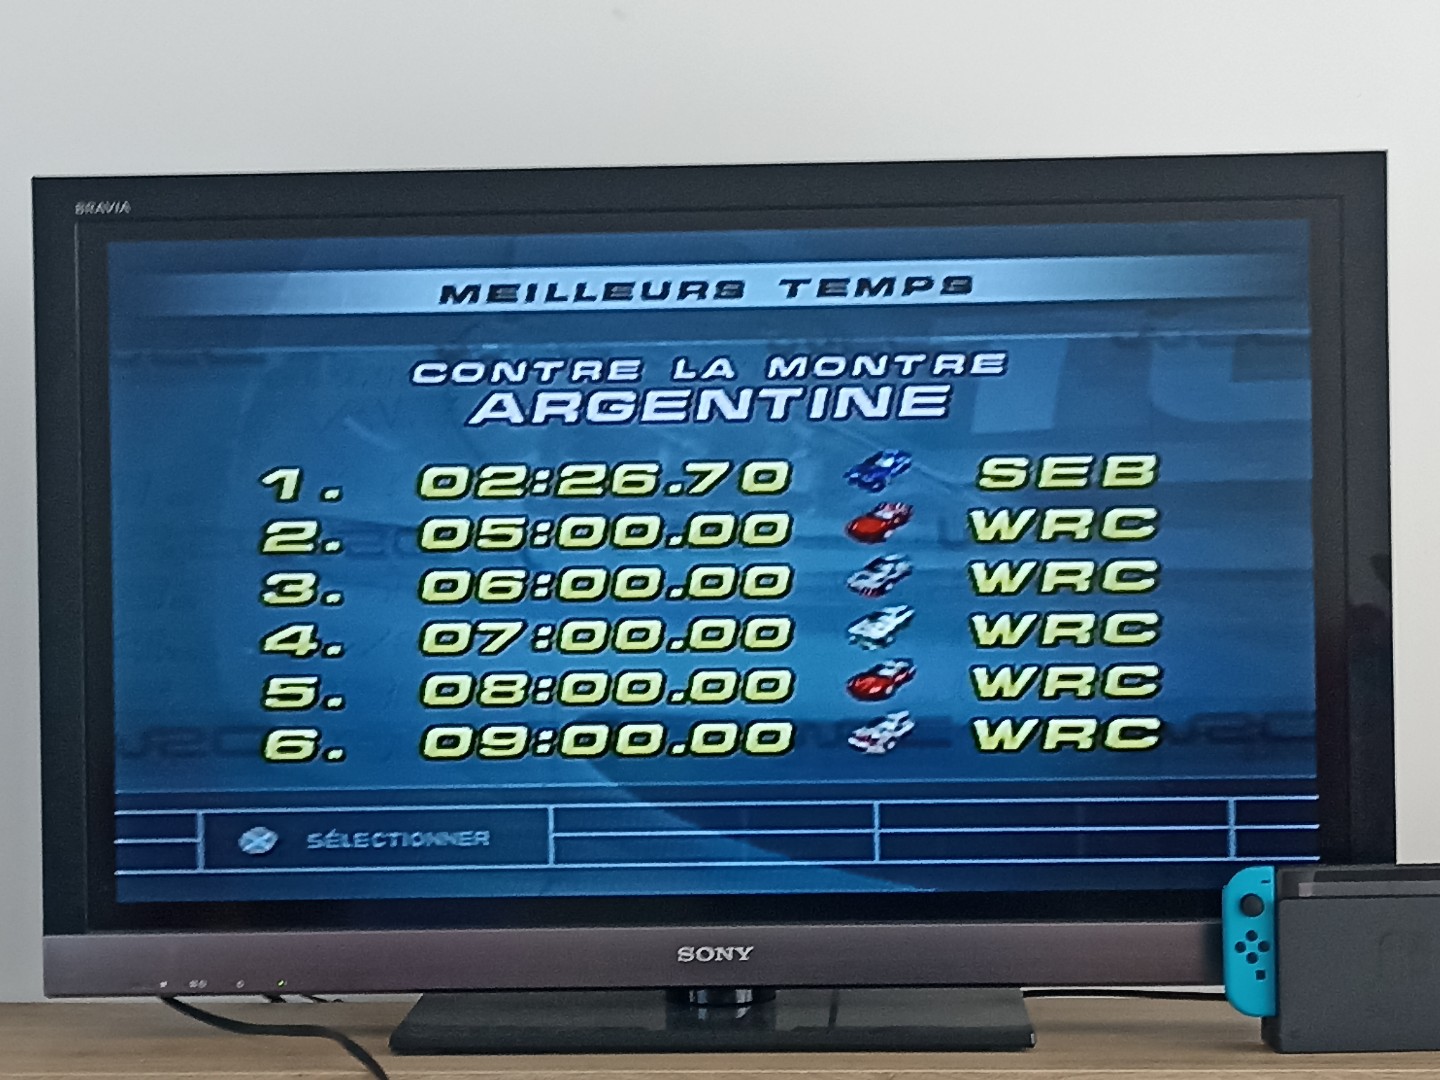 BRAVIA
MEILLEURS TEMPS
CONTRE LA MONTRE
ARGENTINE
1. 02:26.70 SEB
2. 05:00.00 WRC
3. 06:00.00 WRC
4. 07:00.00 WRC
5. 08:00.00 WRC
6. 09:00.00 WRC
SÉLECTIONNER
SONY